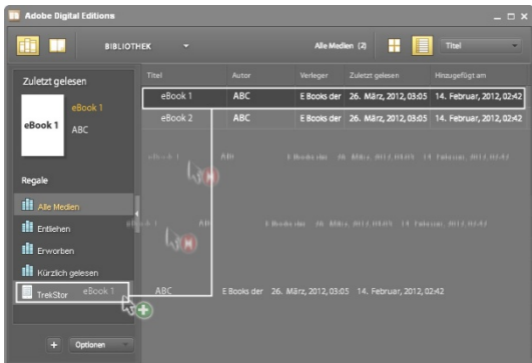 Adobe Digital Editions
BIBLIOTHEK
Alle Medien (2)
Titel
Zuletzt gelesen
eBook 1
eBook 1
ABC
Titel Autor Verleger Zuletzt gelesen Hinzugefügt am
eBook 1 ABC E Books der 26. März, 2012, 03:05 14. Februar, 2012, 02:42
eBook 2 ABC E Books der 26. März, 2012, 03:05 14. Februar, 2012, 02:42
Regale
Alle Medien
Entliehen
Erworben
Kürzlich gelesen
TrekStor eBook 1 ABC E Books der 26. März, 2012, 03:05 14. Februar, 2012, 02:42
Optionen